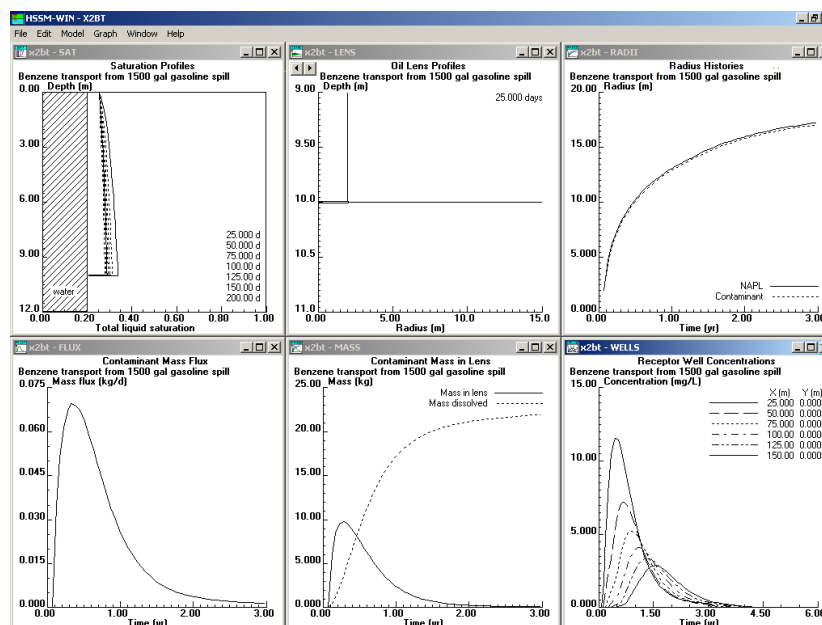 HSSM-WIN - X2BT
File Edit Model Graph Window Help
x2bt - SAT
Saturation Profiles
Benzene transport from 1500 gal gasoline spill
Depth (m)
0.00
3.00
6.00
9.00
12.0
water
25.000 d
50.000 d
75.000 d
100.00 d
125.00 d
150.00 d
200.00 d
0.00 0.20 0.40 0.60 0.80 1.00
Total liquid saturation
x2bt - LENS
Oil Lens Profiles
Benzene transport from 1500 gal gasoline spill
Depth (m)
25.000 days
9.00
9.50
10.0
10.5
11.0
0.00 5.00 10.00 15.0
Radius (m)
x2bt - RADII
Radius Histories
Benzene transport from 1500 gal gasoline spill
Radius (m)
20.00
15.00
10.00
5.000
0.000
NAPL
Contaminant
0.00 1.00 2.00 3.00
Time (yr)
x2bt - FLUX
Contaminant Mass Flux
Benzene transport from 1500 gal gasoline spill
Mass flux (kg/d)
0.075
0.060
0.045
0.030
0.015
0.000
0.00 1.00 2.00 3.00
Time (yr)
x2bt - MASS
Contaminant Mass in Lens
Benzene transport from 1500 gal gasoline spill
Mass (kg)
25.00
20.00
15.00
10.00
5.000
0.000
Mass in lens
Mass dissolved
0.00 1.00 2.00 3.00
Time (yr)
x2bt - WELLS
Receptor Well Concentrations
Benzene transport from 1500 gal gasoline spill
Concentration (mg/L)
15.00
10.00
5.000
0.000
X (m) Y (m)
25.000 0.000
50.000 0.000
75.000 0.000
100.00 0.000
125.00 0.000
150.00 0.000
0.00 1.50 3.00 4.50 6.00
Time (yr)